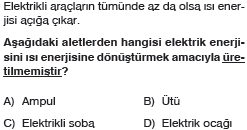 Elektrikli araçların tümünde az da olsa ısı ener-
jisi açığa çıkar.
Aşağıdaki aletlerden hangisi elektrik enerji-
sini ısı enerjisine dönüştürmek amacıyla üre-
tilmemiştir?
A) Ampul B) Ütü
C) Elektrikli soba D) Elektrik ocağı